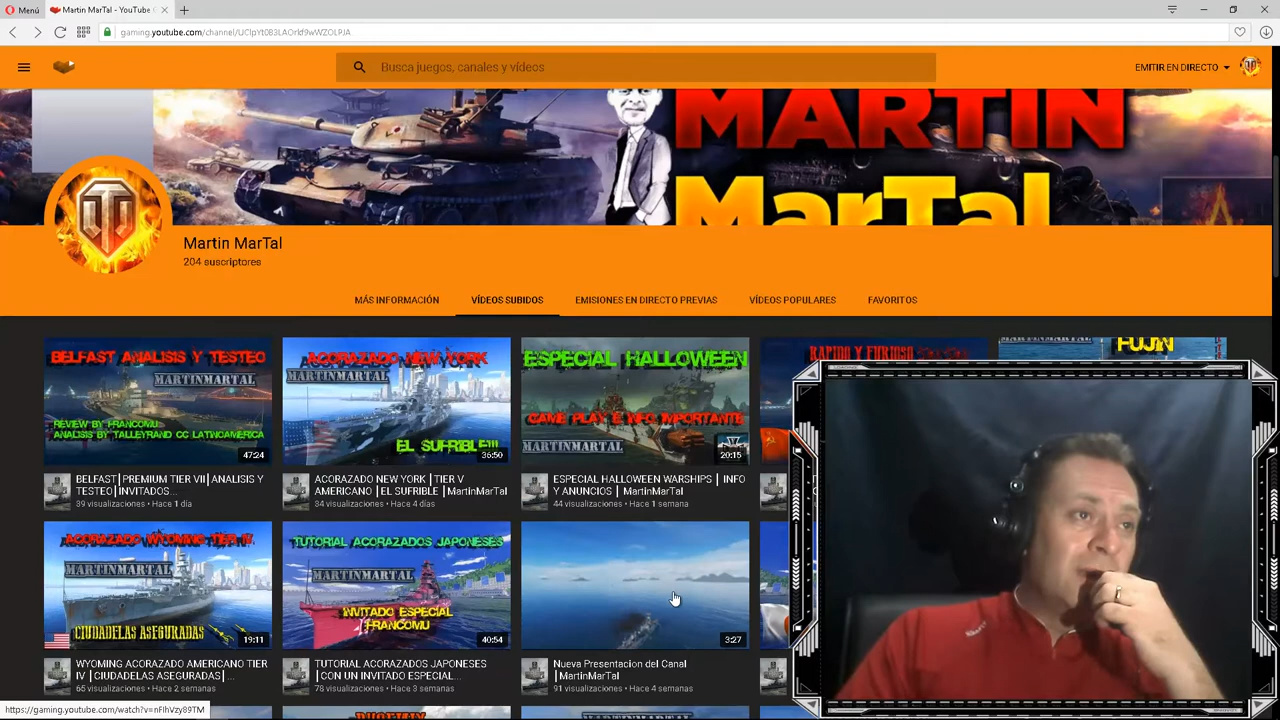 Menú
Martin MarTal - YouTube
gaming.youtube.com/channel/
Busca juegos, canales y vídeos
EMITIR EN DIRECTO
MARTIN
MarTal
Martin MarTal
204 suscriptores
MÁS INFORMACIÓN
VÍDEOS SUBIDOS
EMISIONES EN DIRECTO PREVIAS
VÍDEOS POPULARES
FAVORITOS
BELFAST ANALISIS Y TESTEO
MARTINMARTAL
REVIEW BY FRANCOMU
ANALISIS BY TALLEYRAND CC LATINOAMERICA
47:24
ACORAZADO NEW YORK
MARTINMARTAL
EL SUFRIBLE!!!
36:50
ESPECIAL HALLOWEEN
GAME PLAY E INFO IMPORTANTE
MARTINMARTAL
20:15
RAPIDO Y FURIOSO
FUJIN
BELFAST|PREMIUM TIER VII|ANALISIS Y
TESTEO|INVITADOS...
39 visualizaciones • Hace 1 día
ACORAZADO NEW YORK |TIER V
AMERICANO |EL SUFRIBLE |MartinMarTal
34 visualizaciones • Hace 4 días
ESPECIAL HALLOWEEN WARSHIPS | INFO
Y ANUNCIOS | MartinMarTal
44 visualizaciones • Hace 1 semana
ACORAZADO WYOMING TIER IV
MARTINMARTAL
CIUDADELAS ASEGURADAS
19:11
TUTORIAL ACORAZADOS JAPONESES
MARTINMARTAL
INVITADO ESPECIAL
FRANCOMU
40:54
3:27
WYOMING ACORAZADO AMERICANO TIER
IV |CIUDADELAS ASEGURADAS|...
65 visualizaciones • Hace 2 semanas
TUTORIAL ACORAZADOS JAPONESES
|CON UN INVITADO ESPECIAL...
78 visualizaciones • Hace 3 semanas
Nueva Presentacion del Canal
|MartinMarTal
91 visualizaciones • Hace 4 semanas
https://gaming.youtube.com/watch?v=nFIhVzy89TM